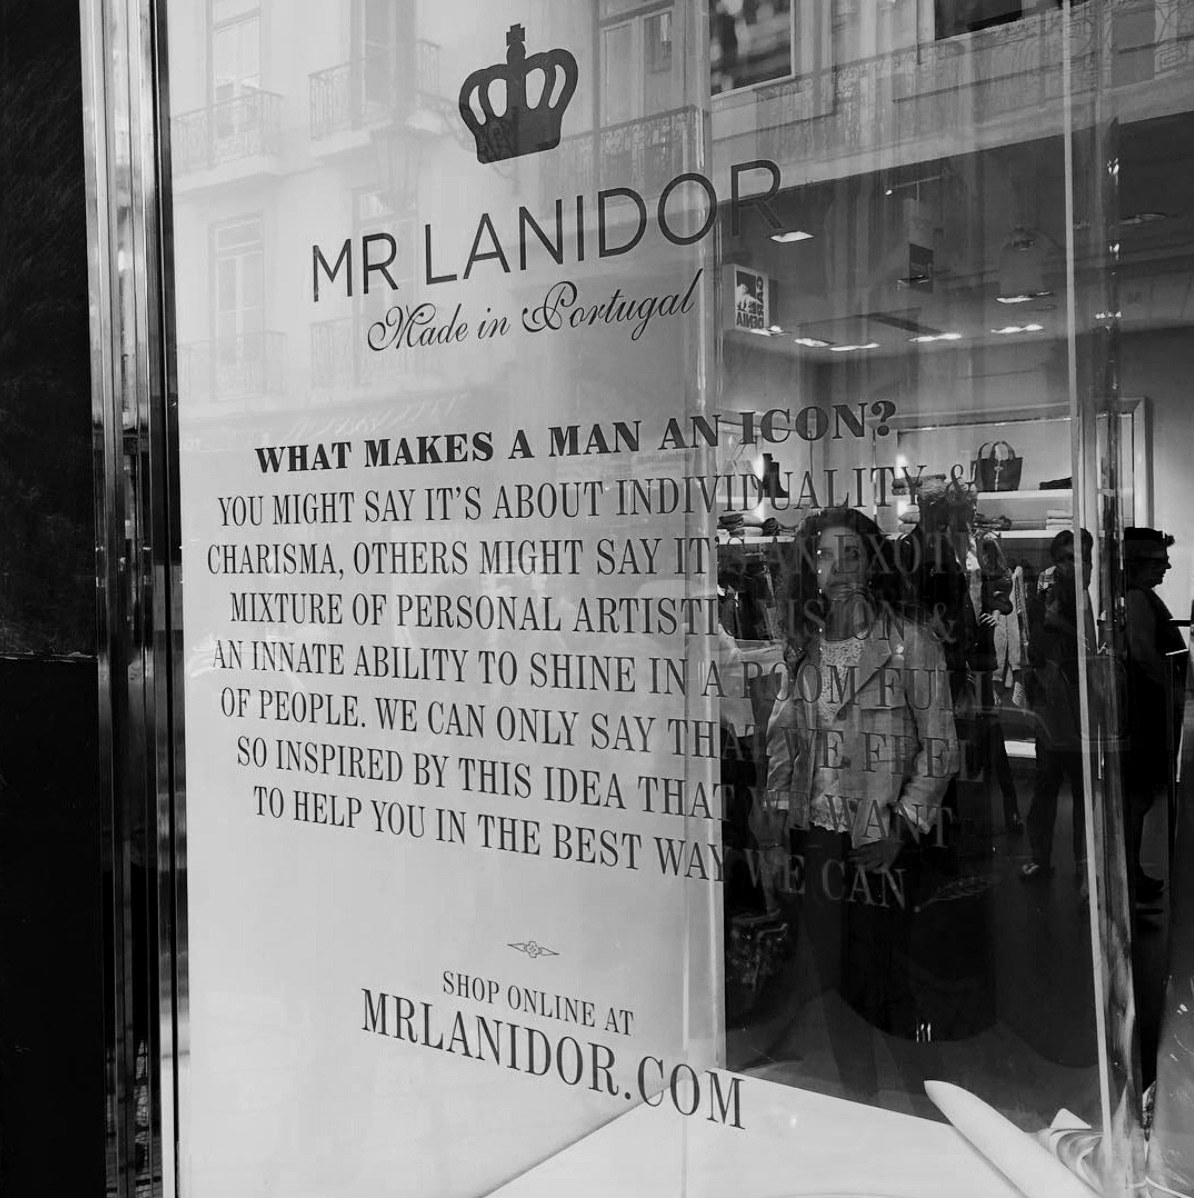 MR LANIDOR
Made in Portugal
WHAT MAKES A MAN AN ICON?
YOU MIGHT SAY IT'S ABOUT INDIVIDUALITY &
CHARISMA, OTHERS MIGHT SAY IT'S AN EXOTIC
MIXTURE OF PERSONAL ARTISTIC VISION &
AN INNATE ABILITY TO SHINE IN A ROOM FULL
OF PEOPLE. WE CAN ONLY SAY THAT WE FEEL
SO INSPIRED BY THIS IDEA THAT WE WANT
TO HELP YOU IN THE BEST WAY WE CAN.
SHOP ONLINE AT
MRLANIDOR.COM